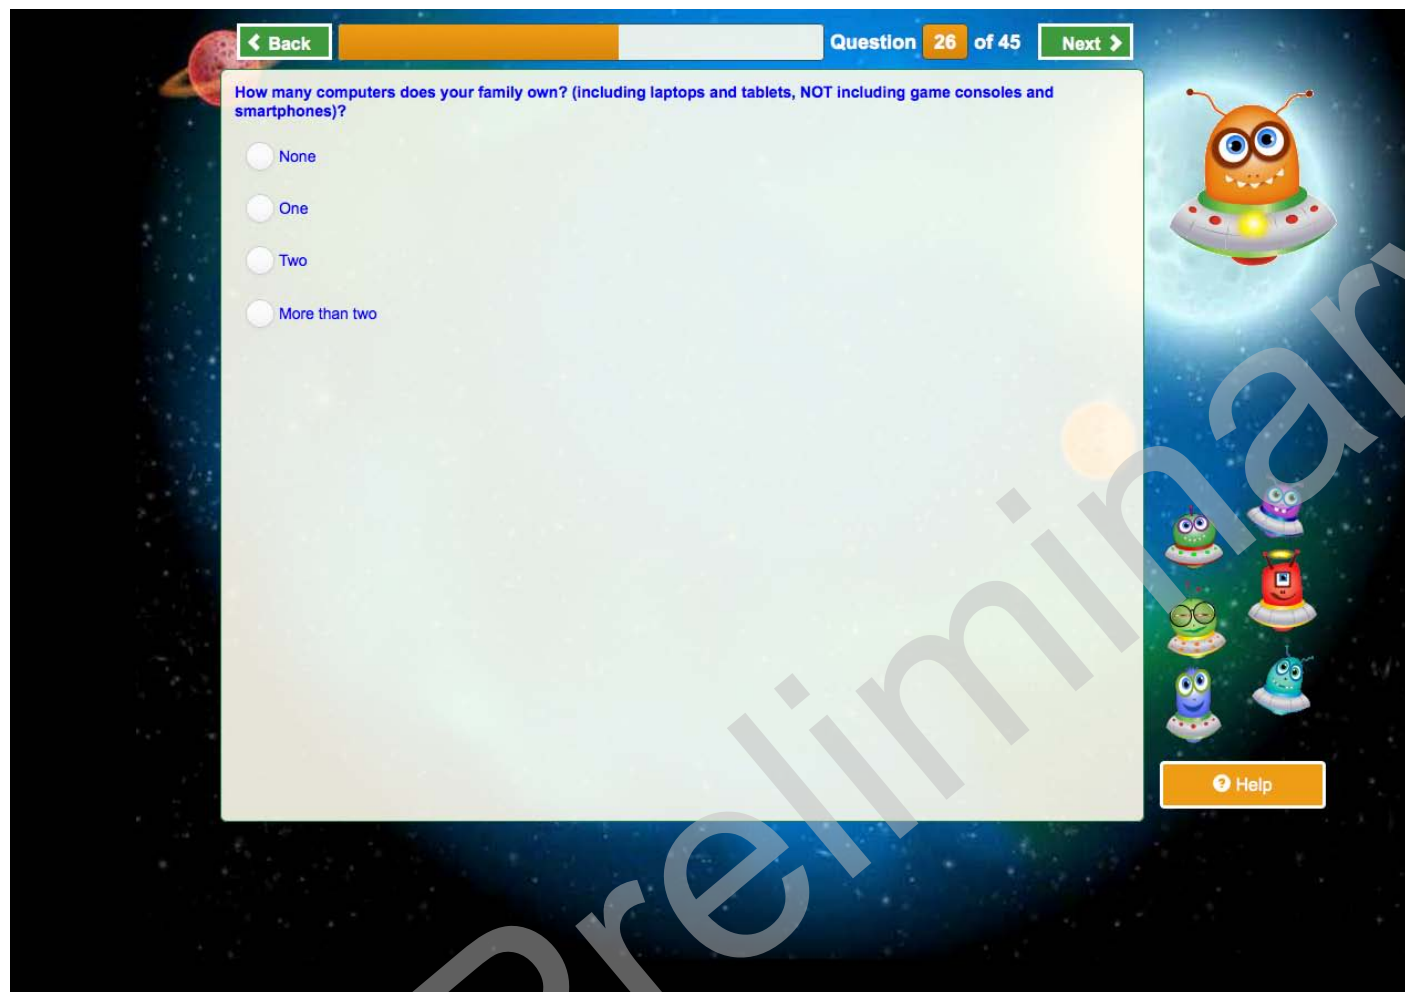 Back
Question 26 of 45
Next
How many computers does your family own? (including laptops and tablets, NOT including game consoles and
smartphones)?
None
One
Two
More than two
Help
Preliminary